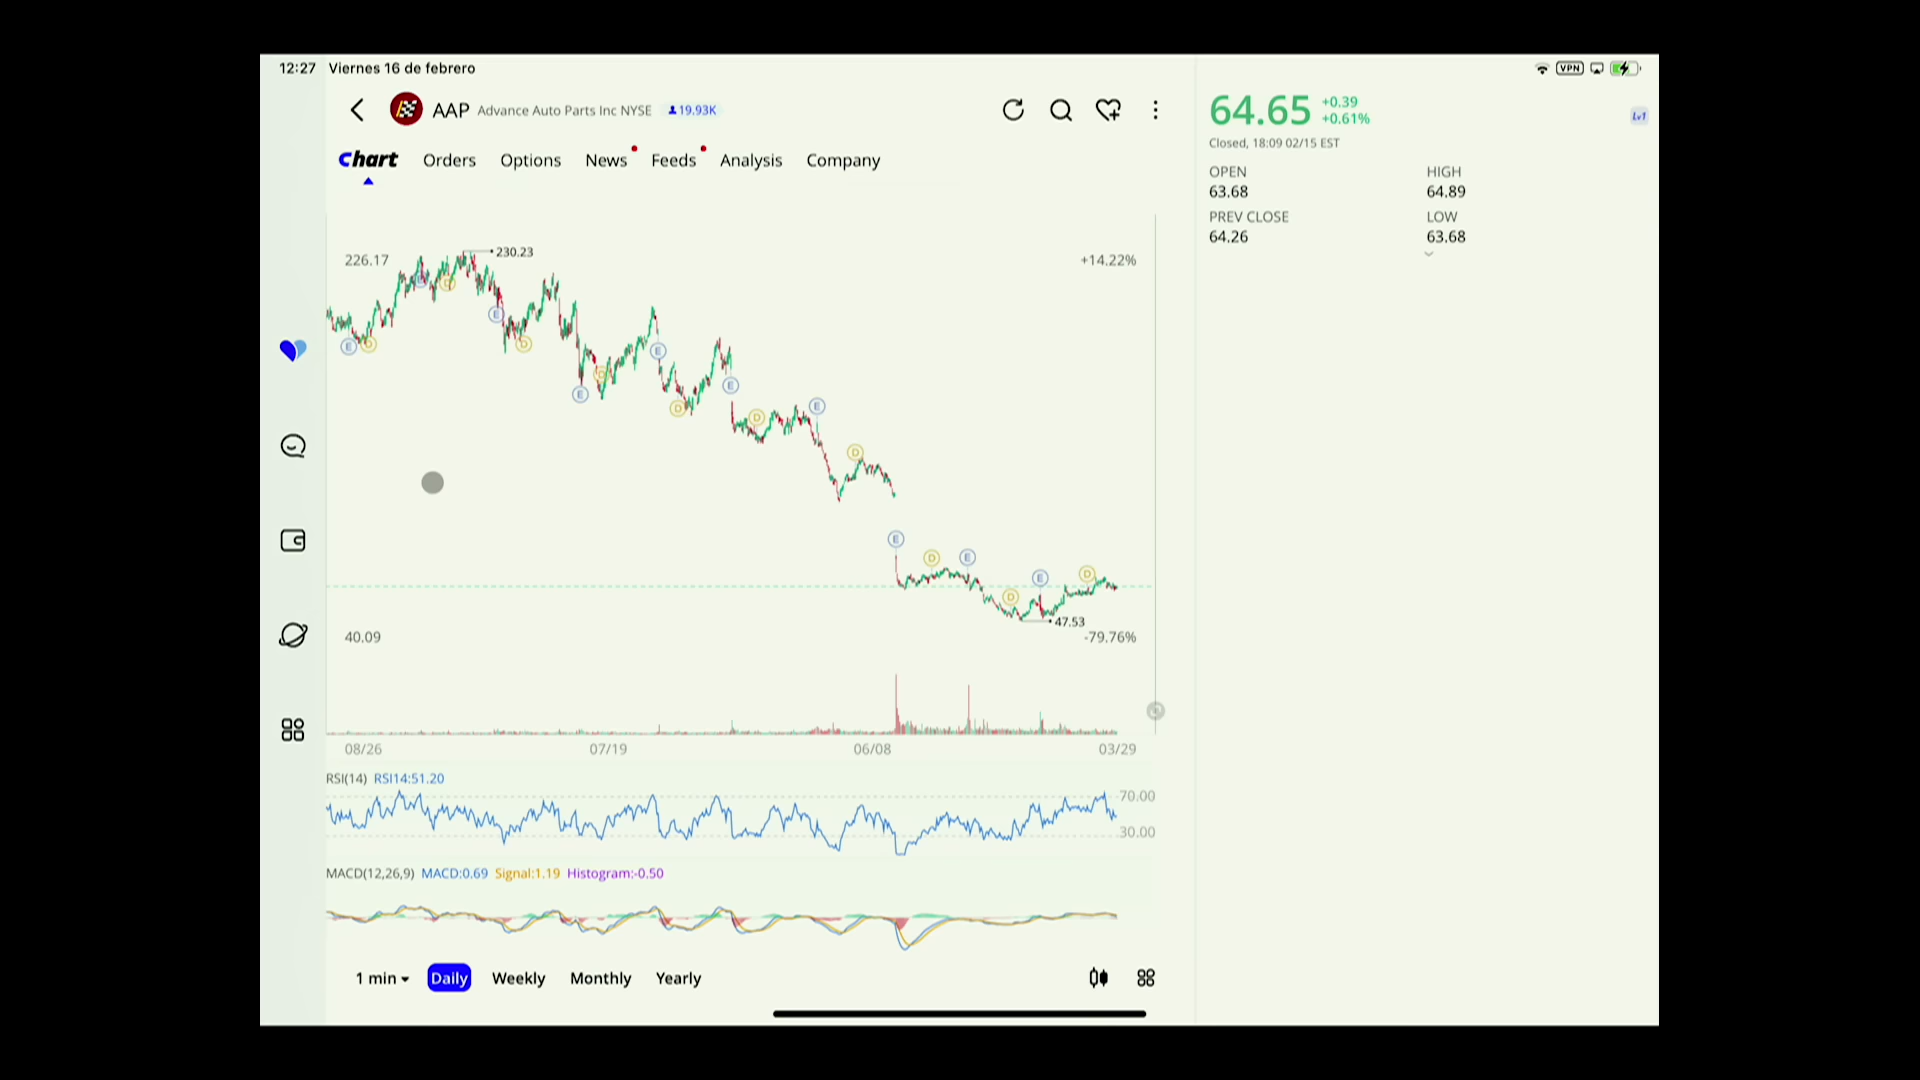 12:27 Viernes 16 de febrero
VPN
AAP Advance Auto Parts Inc NYSE 19.93K
64.65 +0.39
+0.61%
Lv1
Closed, 18:09 02/15 EST
Chart Orders Options News Feeds Analysis Company
OPEN HIGH
63.68 64.89
PREV CLOSE LOW
64.26 63.68
230.23
226.17 +14.22%
E D E D E D E D E D E D E D E D E D E D E D
47.53
40.09 -79.76%
08/26 07/19 06/08 03/29
RSI(14) RSI14:51.20
70.00
30.00
MACD(12,26,9) MACD:0.69 Signal:1.19 Histogram:-0.50
1 min Daily Weekly Monthly Yearly